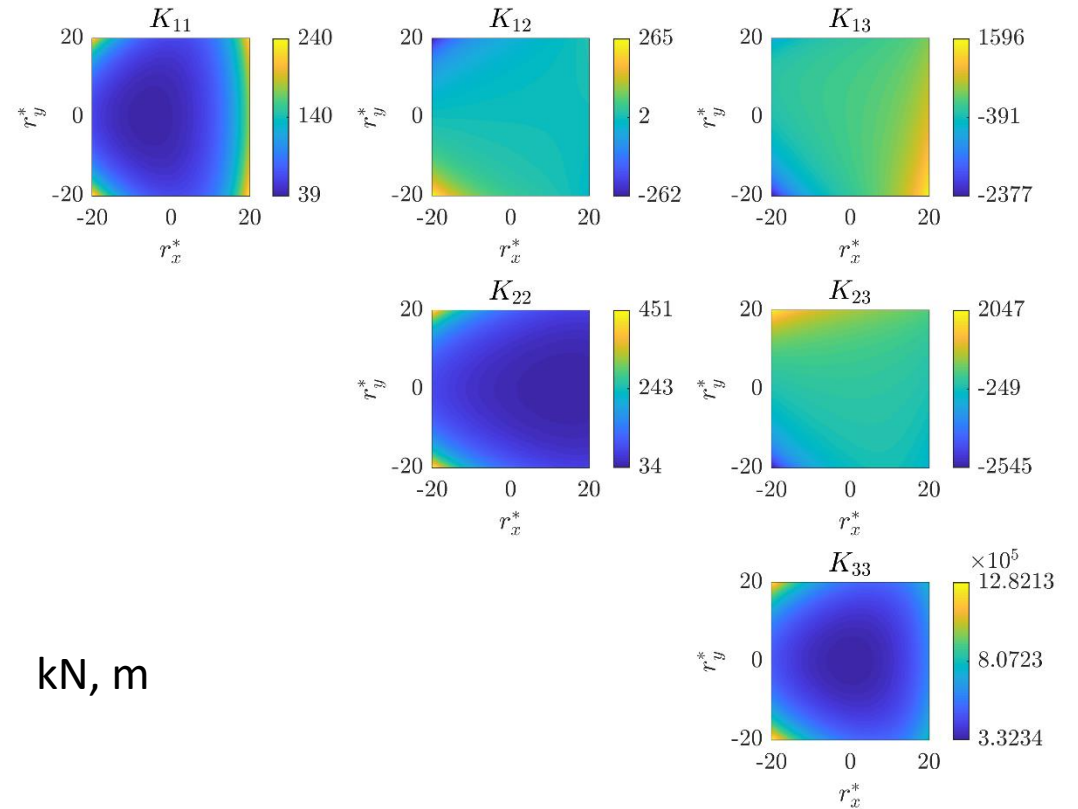 K₁₁ K₁₂ K₁₃
20 240 20 265 20 1596
r*y 0 140 r*y 0 2 r*y 0 -391
-20 39 -20 -262 -20 -2377
-20 0 20 -20 0 20 -20 0 20
r*x r*x r*x
K₂₂ K₂₃
20 451 20 2047
r*y 0 243 r*y 0 -249
-20 34 -20 -2545
-20 0 20 -20 0 20
r*x r*x
K₃₃ ×10⁵
20 12.8213
r*y 0 8.0723
kN, m
-20 3.3234
-20 0 20
r*x